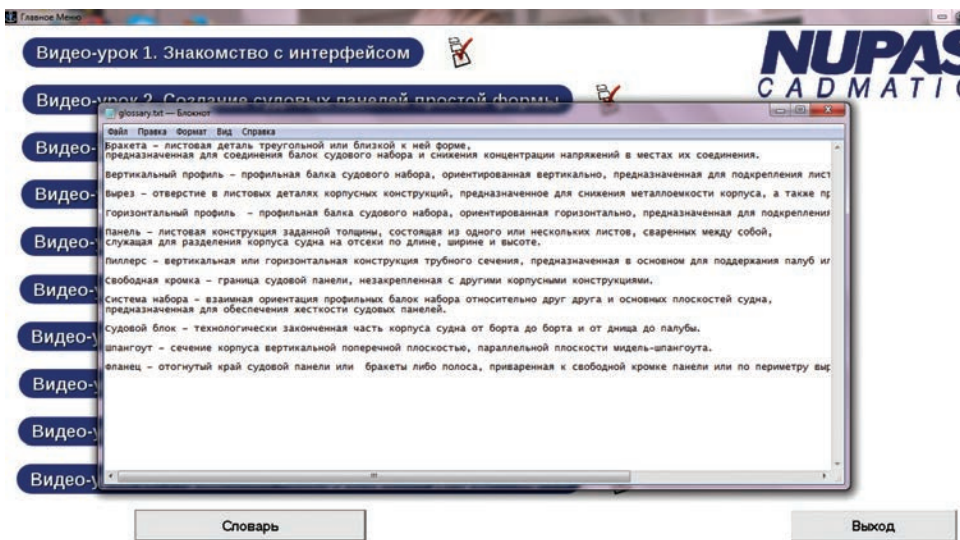 Главное Меню
Видео-урок 1. Знакомство с интерфейсом
NUPAS
CADMATIC
Видео-урок 2. Создание судовых панелей простой формы
glossary.txt — Блокнот
Файл Правка Формат Вид Справка
Бракета – листовая деталь треугольной или близкой к ней форме,
предназначенная для соединения балок судового набора и снижения концентрации напряжений в местах их соединения.
Вертикальный профиль – профильная балка судового набора, ориентированная вертикально, предназначенная для подкрепления лист
Вырез – отверстие в листовых деталях корпусных конструкций, предназначенное для снижения металлоемкости корпуса, а также пр
Горизонтальный профиль – профильная балка судового набора, ориентированная горизонтально, предназначенная для подкрепления
Панель – листовая конструкция заданной толщины, состоящая из одного или нескольких листов, сваренных между собой,
служащая для разделения корпуса судна на отсеки по длине, ширине и высоте.
Пиллерс – вертикальная или горизонтальная конструкция трубного сечения, предназначенная в основном для поддержания палуб ил
Свободная кромка – граница судовой панели, незакрепленная с другими корпусными конструкциями.
Система набора – взаимная ориентация профильных балок набора относительно друг друга и основных плоскостей судна,
предназначенная для обеспечения жесткости судовых панелей.
Судовой блок – технологически законченная часть корпуса судна от борта до борта и от днища до палубы.
Шпангоут – сечение корпуса вертикальной поперечной плоскостью, параллельной плоскости мидель-шпангоута.
Фланец – отогнутый край судовой панели или бракеты либо полоса, приваренная к свободной кромке панели или по периметру выр
Видео-
Видео-
Видео-
Видео-
Видео-у
Видео-
Видео-
Видео-у
Словарь
Выход